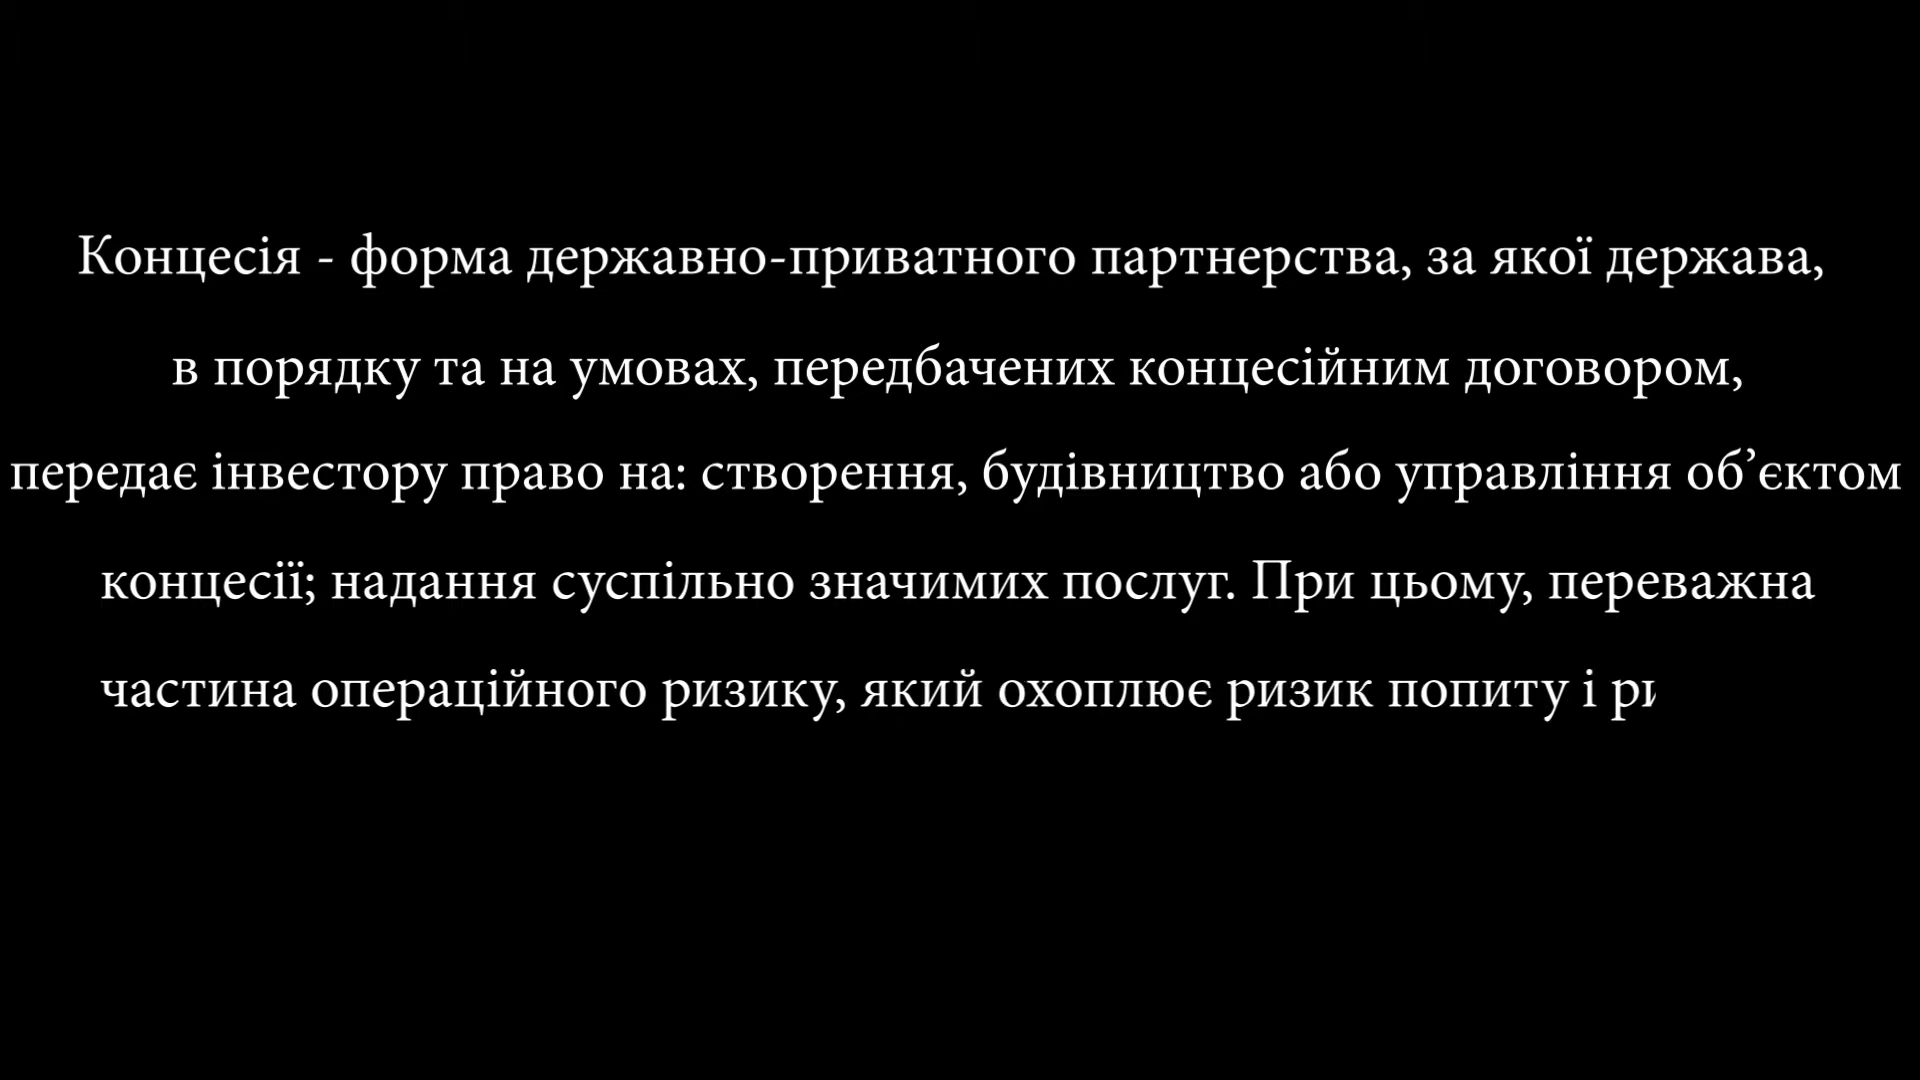 Концесія - форма державно-приватного партнерства, за якої держава,
в порядку та на умовах, передбачених концесійним договором,
передає інвестору право на: створення, будівництво або управління об’єктом
концесії; надання суспільно значимих послуг. При цьому, переважна
частина операційного ризику, який охоплює ризик попиту і